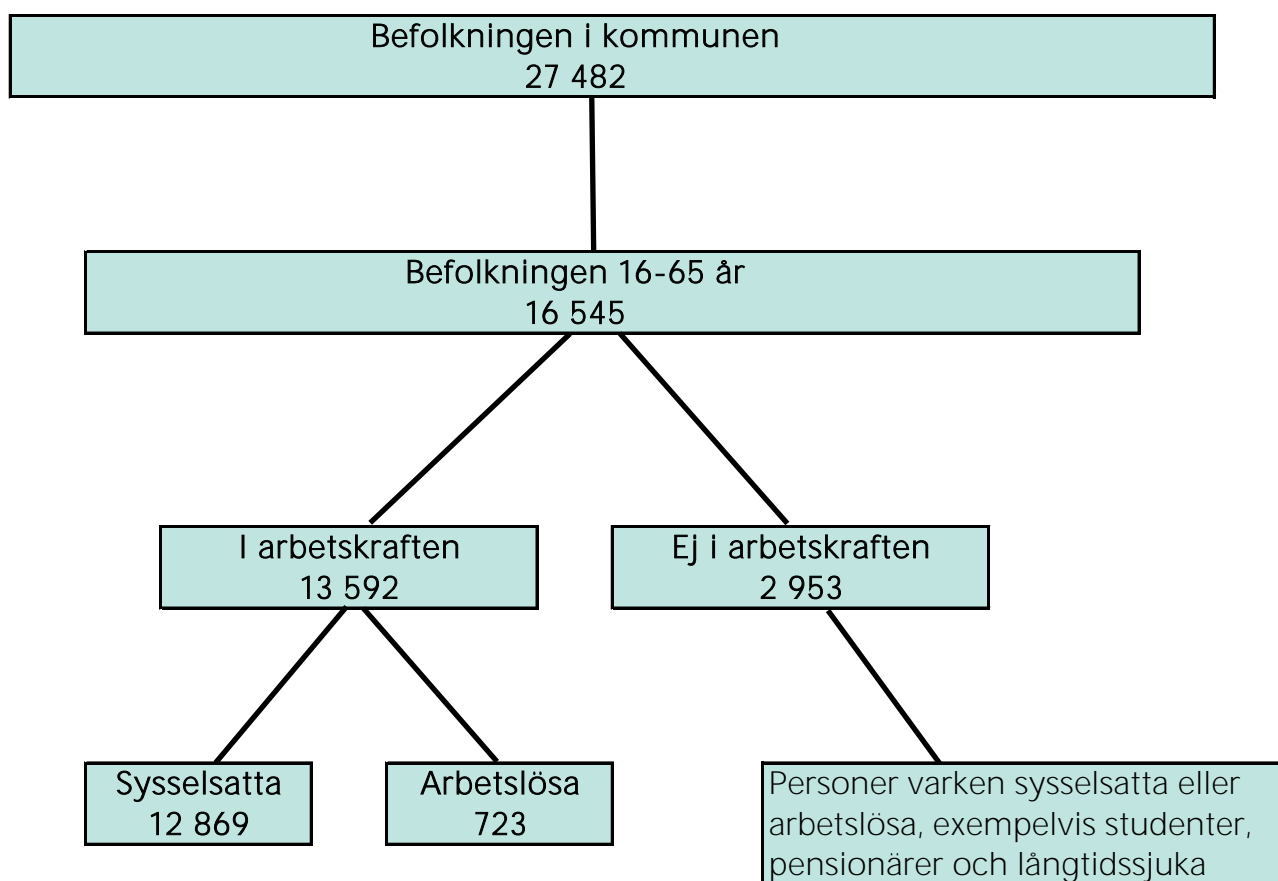 Befolkningen i kommunen
27 482
Befolkningen 16-65 år
16 545
I arbetskraften
13 592
Ej i arbetskraften
2 953
Sysselsatta
12 869
Arbetslösa
723
Personer varken sysselsatta eller
arbetslösa, exempelvis studenter,
pensionärer och långtidssjuka